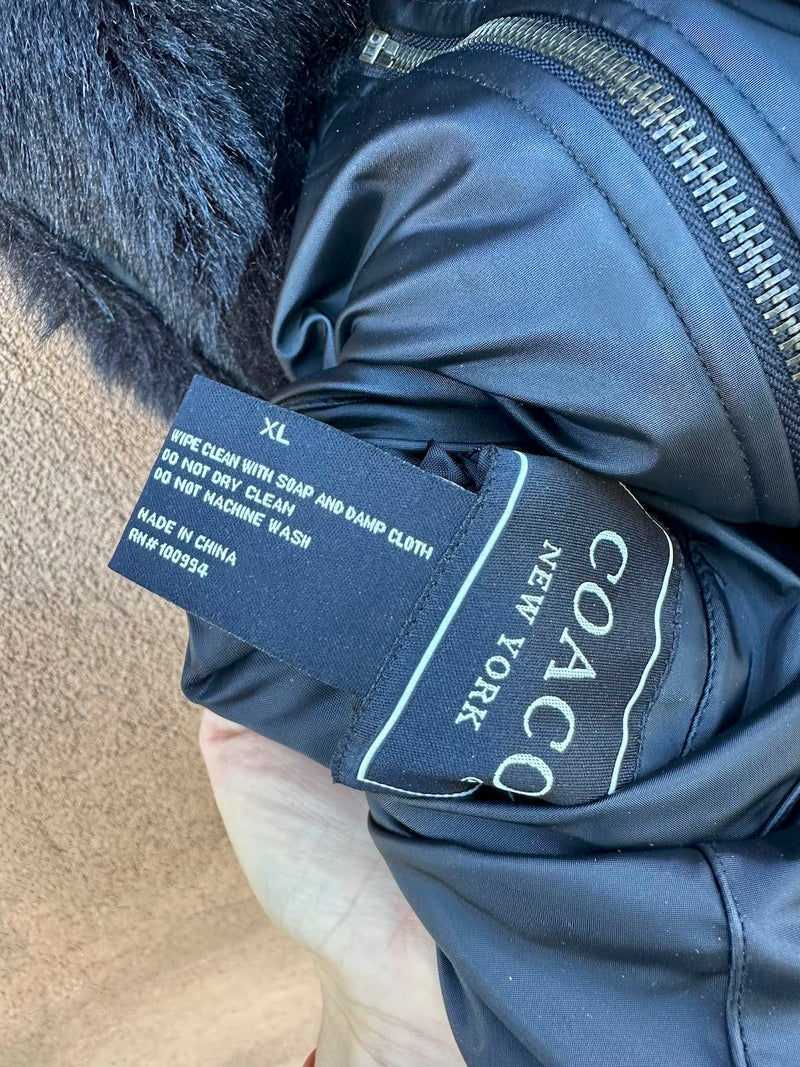 XL
WIPE CLEAN WITH SOAP AND DAMP CLOTH
DO NOT DRY CLEAN
DO NOT MACHINE WASH
MADE IN CHINA
RN#100994
COACO
NEW YORK